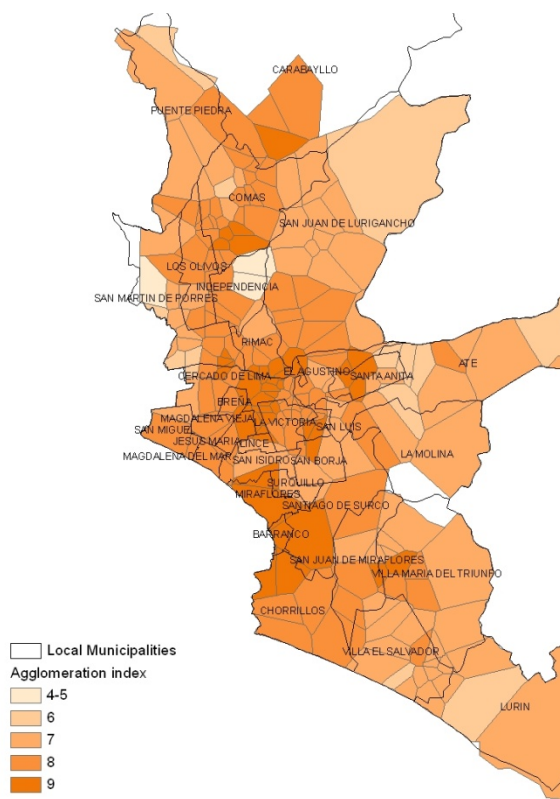 CARABAYLLO
PUENTE PIEDRA
COMAS
SAN JUAN DE LURIGANCHO
LOS OLIVOS
INDEPENDENCIA
SAN MARTIN DE PORRES
RIMAC
ATE
EL AGUSTINO
SANTA ANITA
CERCADO DE LIMA
BREÑA
MAGDALENA VIEJA
LA VICTORIA
SAN LUIS
SAN MIGUEL
JESUS MARIA
LINCE
MAGDALENA DEL MAR
SAN ISIDRO
SAN BORJA
LA MOLINA
SURQUILLO
MIRAFLORES
SANTIAGO DE SURCO
BARRANCO
SAN JUAN DE MIRAFLORES
VILLA MARIA DEL TRIUNFO
CHORRILLOS
VILLA EL SALVADOR
LURIN
Local Municipalities
Agglomeration index
4-5
6
7
8
9